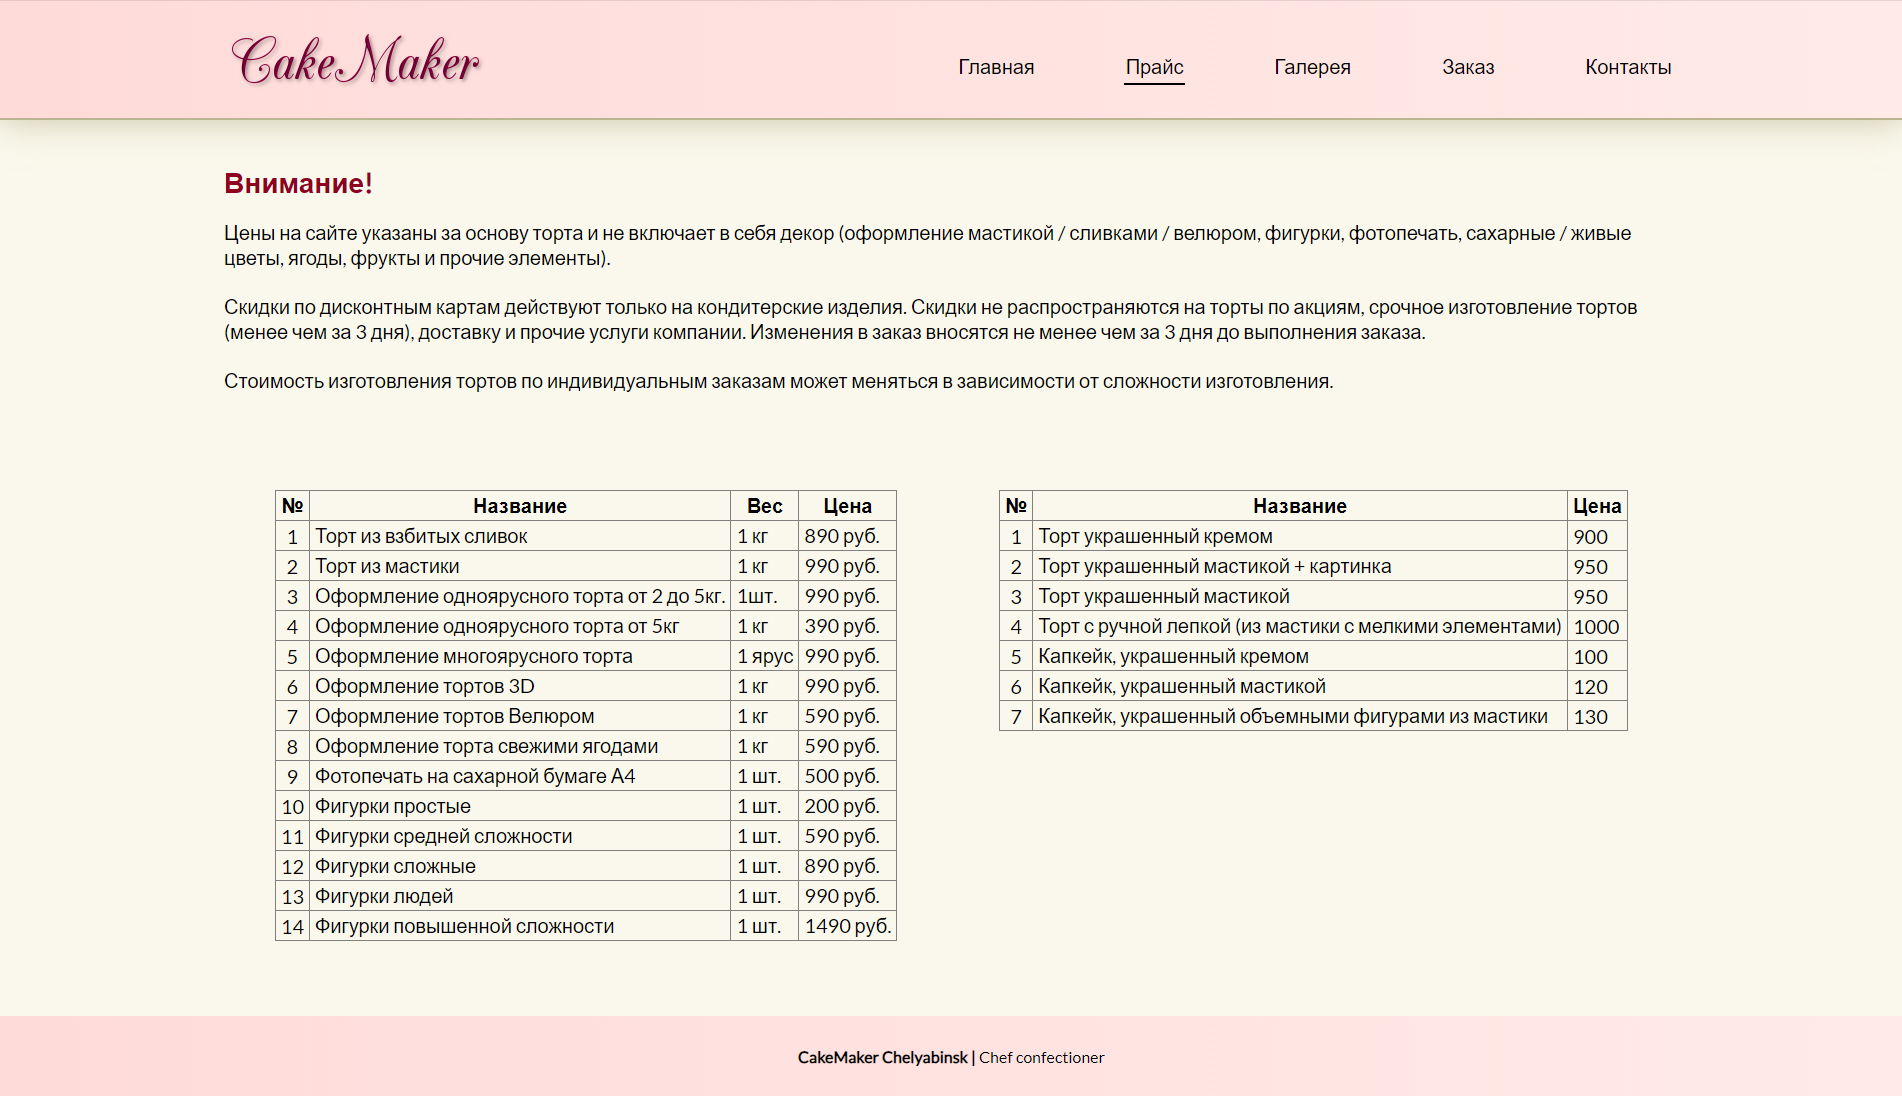 CakeMaker
Главная Прайс Галерея Заказ Контакты
Внимание!
Цены на сайте указаны за основу торта и не включает в себя декор (оформление мастикой / сливками / велюром, фигурки, фотопечать, сахарные / живые
цветы, ягоды, фрукты и прочие элементы).
Скидки по дисконтным картам действуют только на кондитерские изделия. Скидки не распространяются на торты по акциям, срочное изготовление тортов
(менее чем за 3 дня), доставку и прочие услуги компании. Изменения в заказ вносятся не менее чем за 3 дня до выполнения заказа.
Стоимость изготовления тортов по индивидуальным заказам может меняться в зависимости от сложности изготовления.
№ Название Вес Цена
1 Торт из взбитых сливок 1 кг 890 руб.
2 Торт из мастики 1 кг 990 руб.
3 Оформление одноярусного торта от 2 до 5кг. 1шт. 990 руб.
4 Оформление одноярусного торта от 5кг 1 кг 390 руб.
5 Оформление многоярусного торта 1 ярус 990 руб.
6 Оформление тортов 3D 1 кг 990 руб.
7 Оформление тортов Велюром 1 кг 590 руб.
8 Оформление торта свежими ягодами 1 кг 590 руб.
9 Фотопечать на сахарной бумаге А4 1 шт. 500 руб.
10 Фигурки простые 1 шт. 200 руб.
11 Фигурки средней сложности 1 шт. 590 руб.
12 Фигурки сложные 1 шт. 890 руб.
13 Фигурки людей 1 шт. 990 руб.
14 Фигурки повышенной сложности 1 шт. 1490 руб.
№ Название Цена
1 Торт украшенный кремом 900
2 Торт украшенный мастикой + картинка 950
3 Торт украшенный мастикой 950
4 Торт с ручной лепкой (из мастики с мелкими элементами) 1000
5 Капкейк, украшенный кремом 100
6 Капкейк, украшенный мастикой 120
7 Капкейк, украшенный объемными фигурами из мастики 130
CakeMaker Chelyabinsk | Chef confectioner